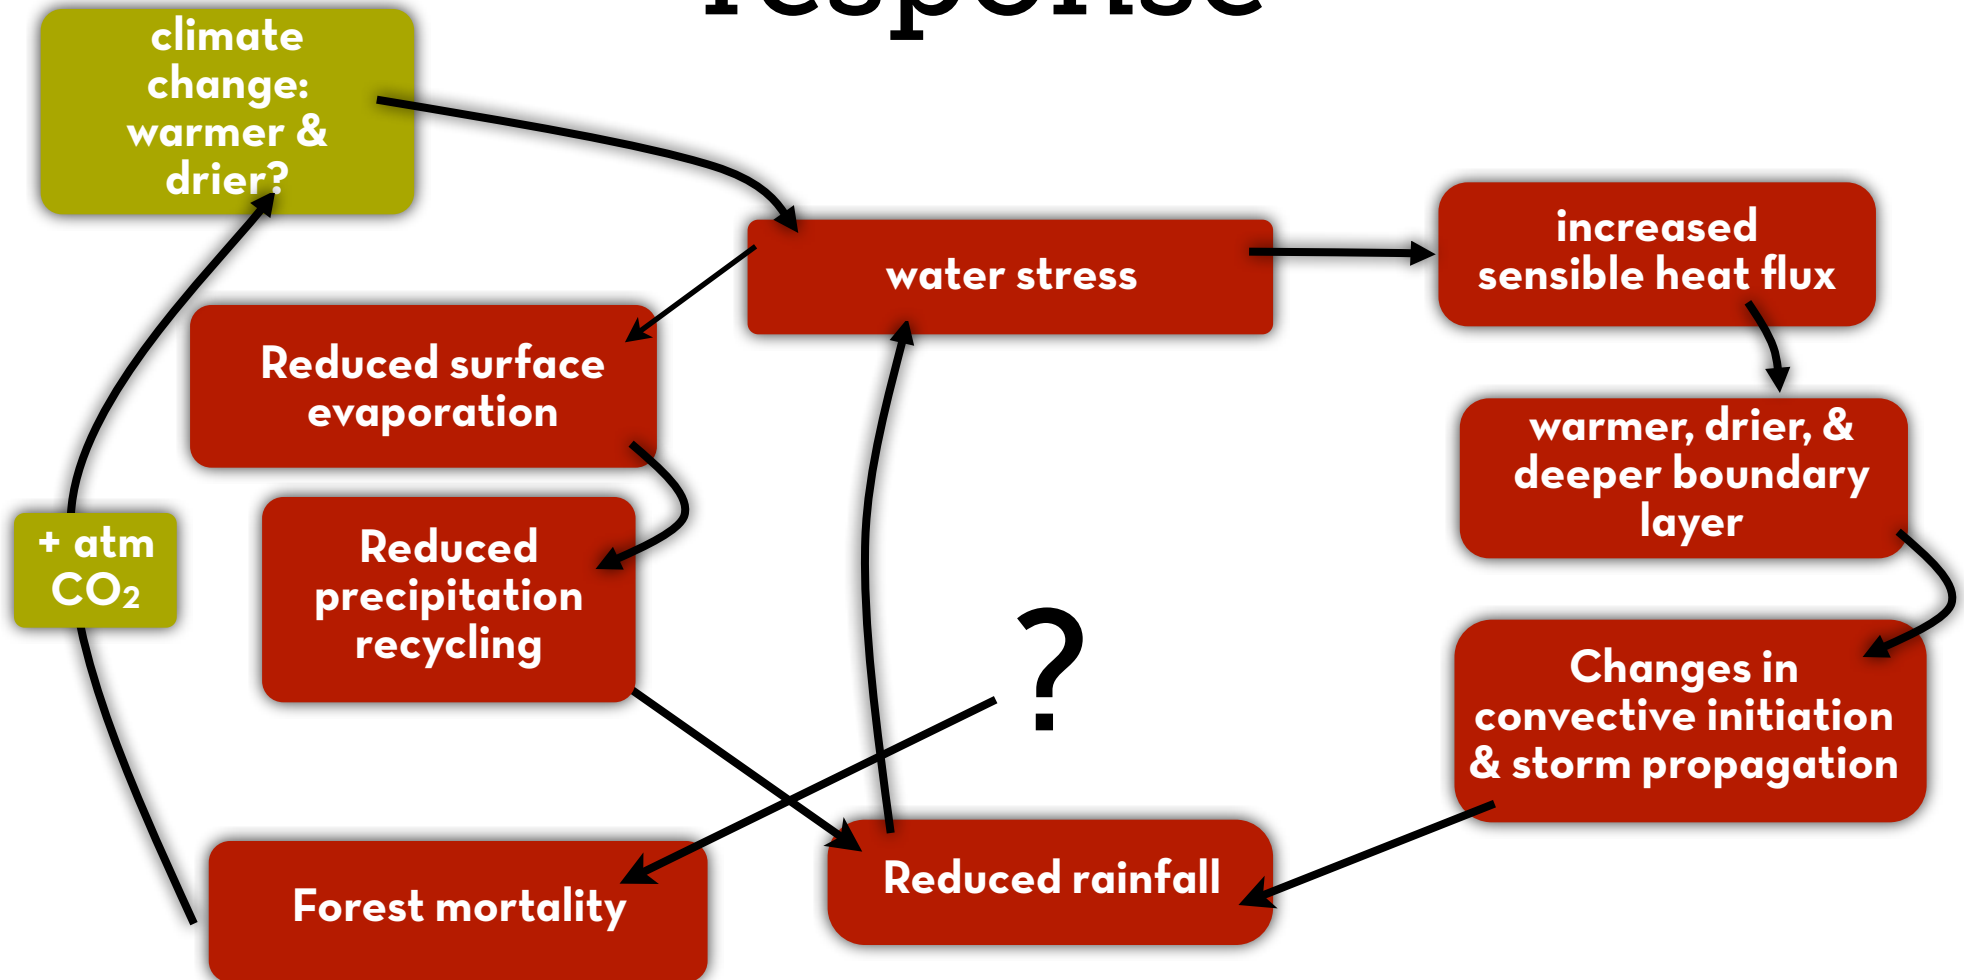 response
climate
change:
warmer &
drier?
water stress
increased
sensible heat flux
Reduced surface
evaporation
warmer, drier, &
deeper boundary
layer
+ atm
CO₂
Reduced
precipitation
recycling
?
Changes in
convective initiation
& storm propagation
Forest mortality
Reduced rainfall